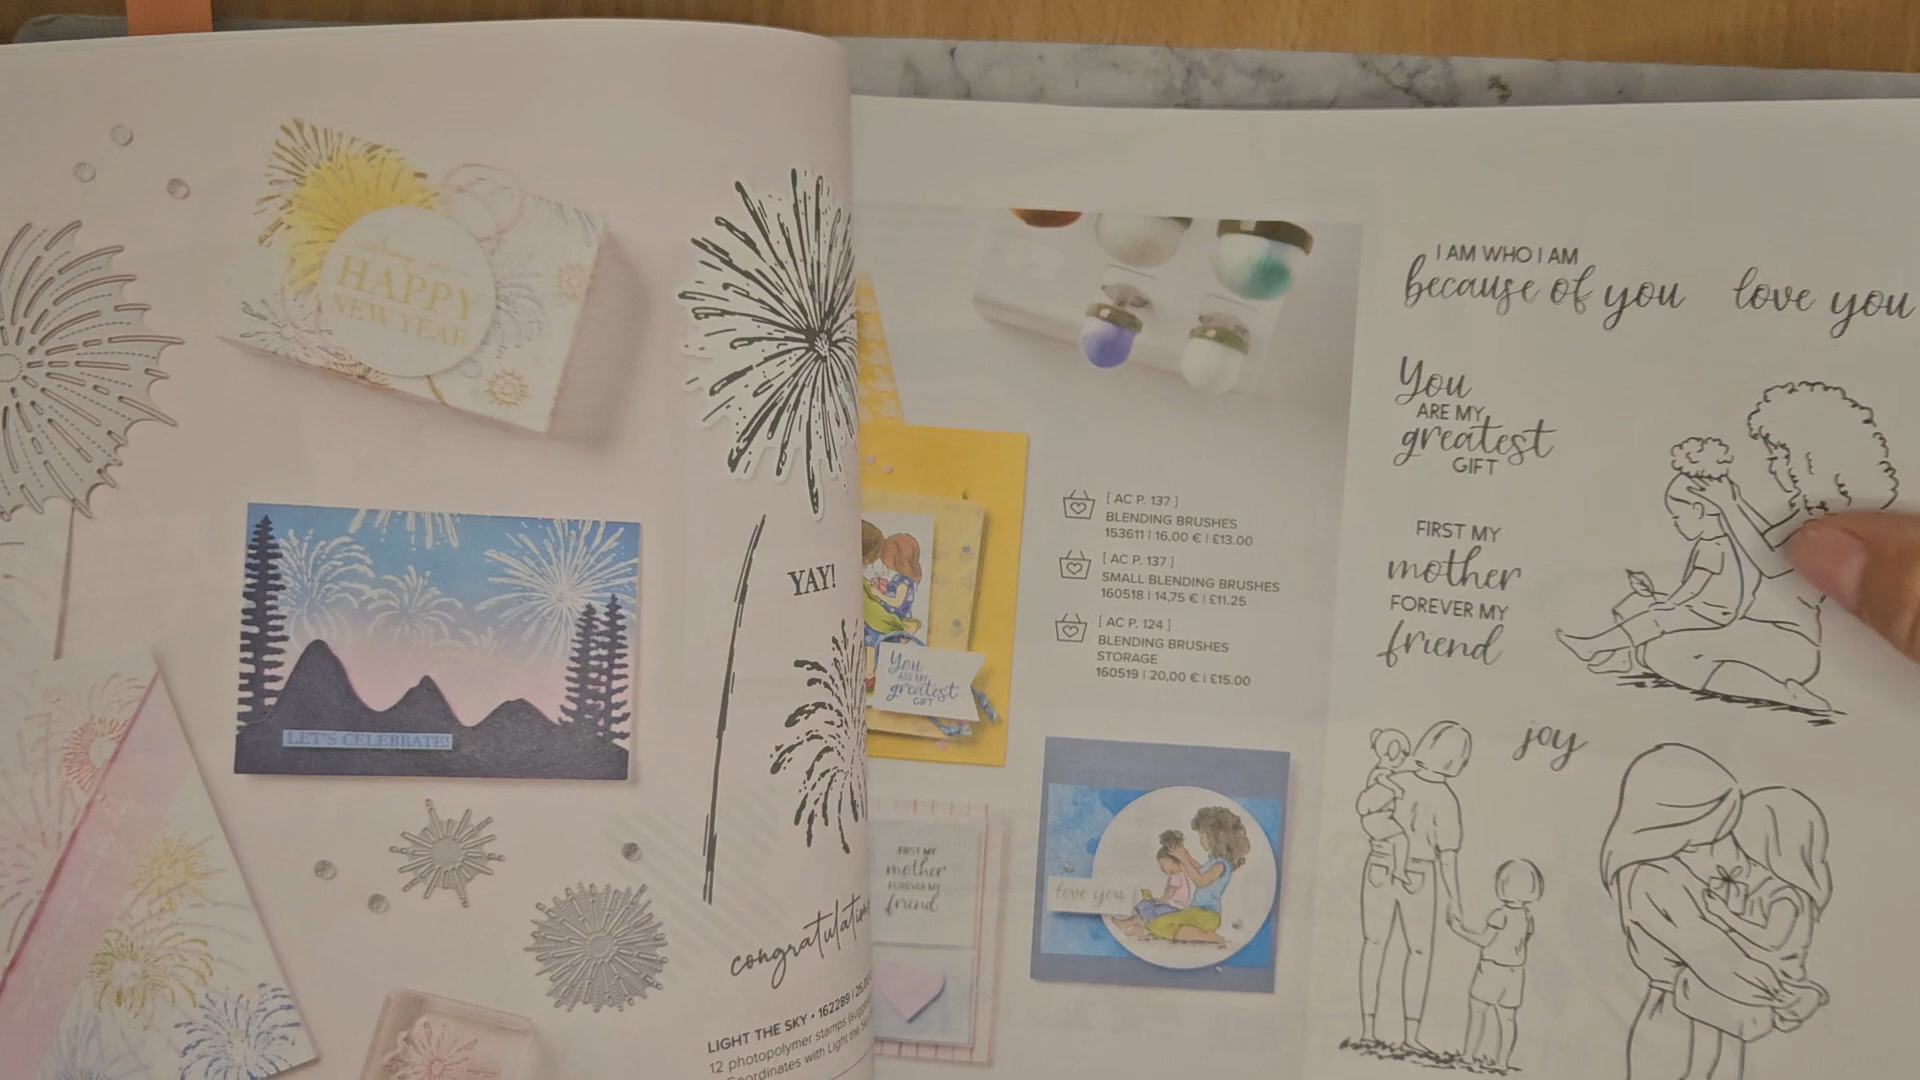 HAPPY
NEW YEAR
LET'S CELEBRATE!
YAY!
LIGHT THE SKY • 162289 |
12 photopolymer stamps
with Light the
You
ARE MY
greatest
GIFT
FIRST MY
mother
FOREVER MY
friend
[ AC P. 137 ]
BLENDING BRUSHES
153611 | 16,00 € | £13.00
[ AC P. 137 ]
SMALL BLENDING BRUSHES
160518 | 14,75 € | £11.25
[ AC P. 124 ]
BLENDING BRUSHES
STORAGE
160519 | 20,00 € | £15.00
love you
I AM WHO I AM
because of you
love you
You
ARE MY
greatest
GIFT
FIRST MY
mother
FOREVER MY
friend
joy